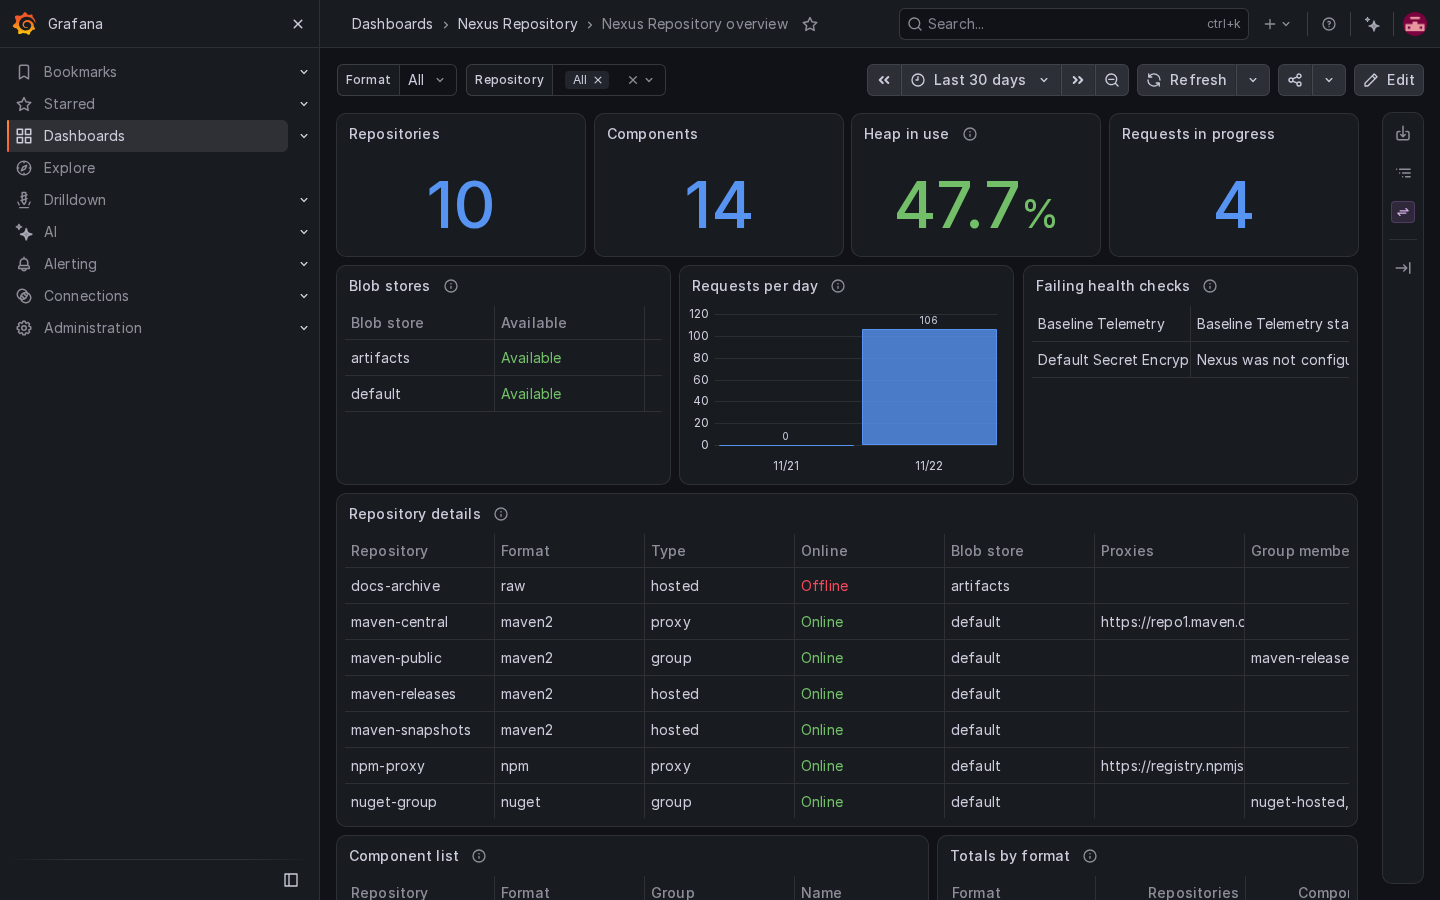 Grafana
Dashboards
Nexus Repository
Nexus Repository overview
Search...
ctrl+k
Bookmarks
Starred
Dashboards
Explore
Drilldown
AI
Alerting
Connections
Administration
Format All
Repository All
Last 30 days
Refresh
Edit
Repositories
10
Components
14
Heap in use
47.7%
Requests in progress
4
Blob stores
Blob store Available
artifacts Available
default Available
Requests per day
120
100
80
60
40
20
0
106
0
11/21 11/22
Failing health checks
Baseline Telemetry Baseline Telemetry sta
Default Secret Encryp Nexus was not configu
Repository details
Repository Format Type Online Blob store Proxies Group membe
docs-archive raw hosted Offline artifacts
maven-central maven2 proxy Online default https://repo1.maven.c
maven-public maven2 group Online default maven-release
maven-releases maven2 hosted Online default
maven-snapshots maven2 hosted Online default
npm-proxy npm proxy Online default https://registry.npmjs
nuget-group nuget group Online default nuget-hosted,
Component list
Repository Format Group Name
Totals by format
Format Repositories Compor